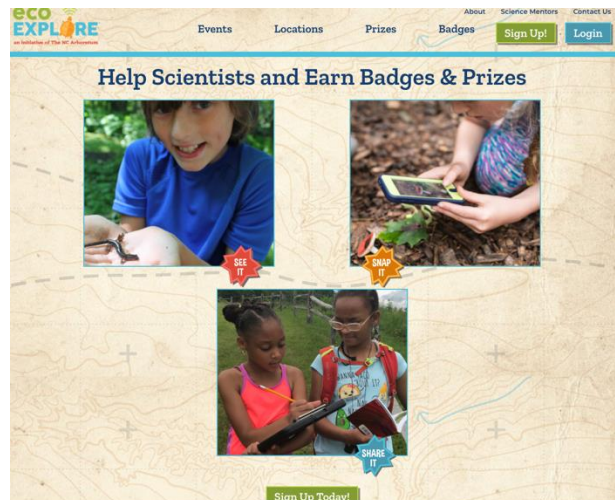 eco
EXPLORE
an initiative of The NC Arboretum
About Science Mentors Contact Us
Events Locations Prizes Badges Sign Up! Login
Help Scientists and Earn Badges & Prizes
SEE
IT
SNAP
IT
SHARE
IT
Sign Up Today!